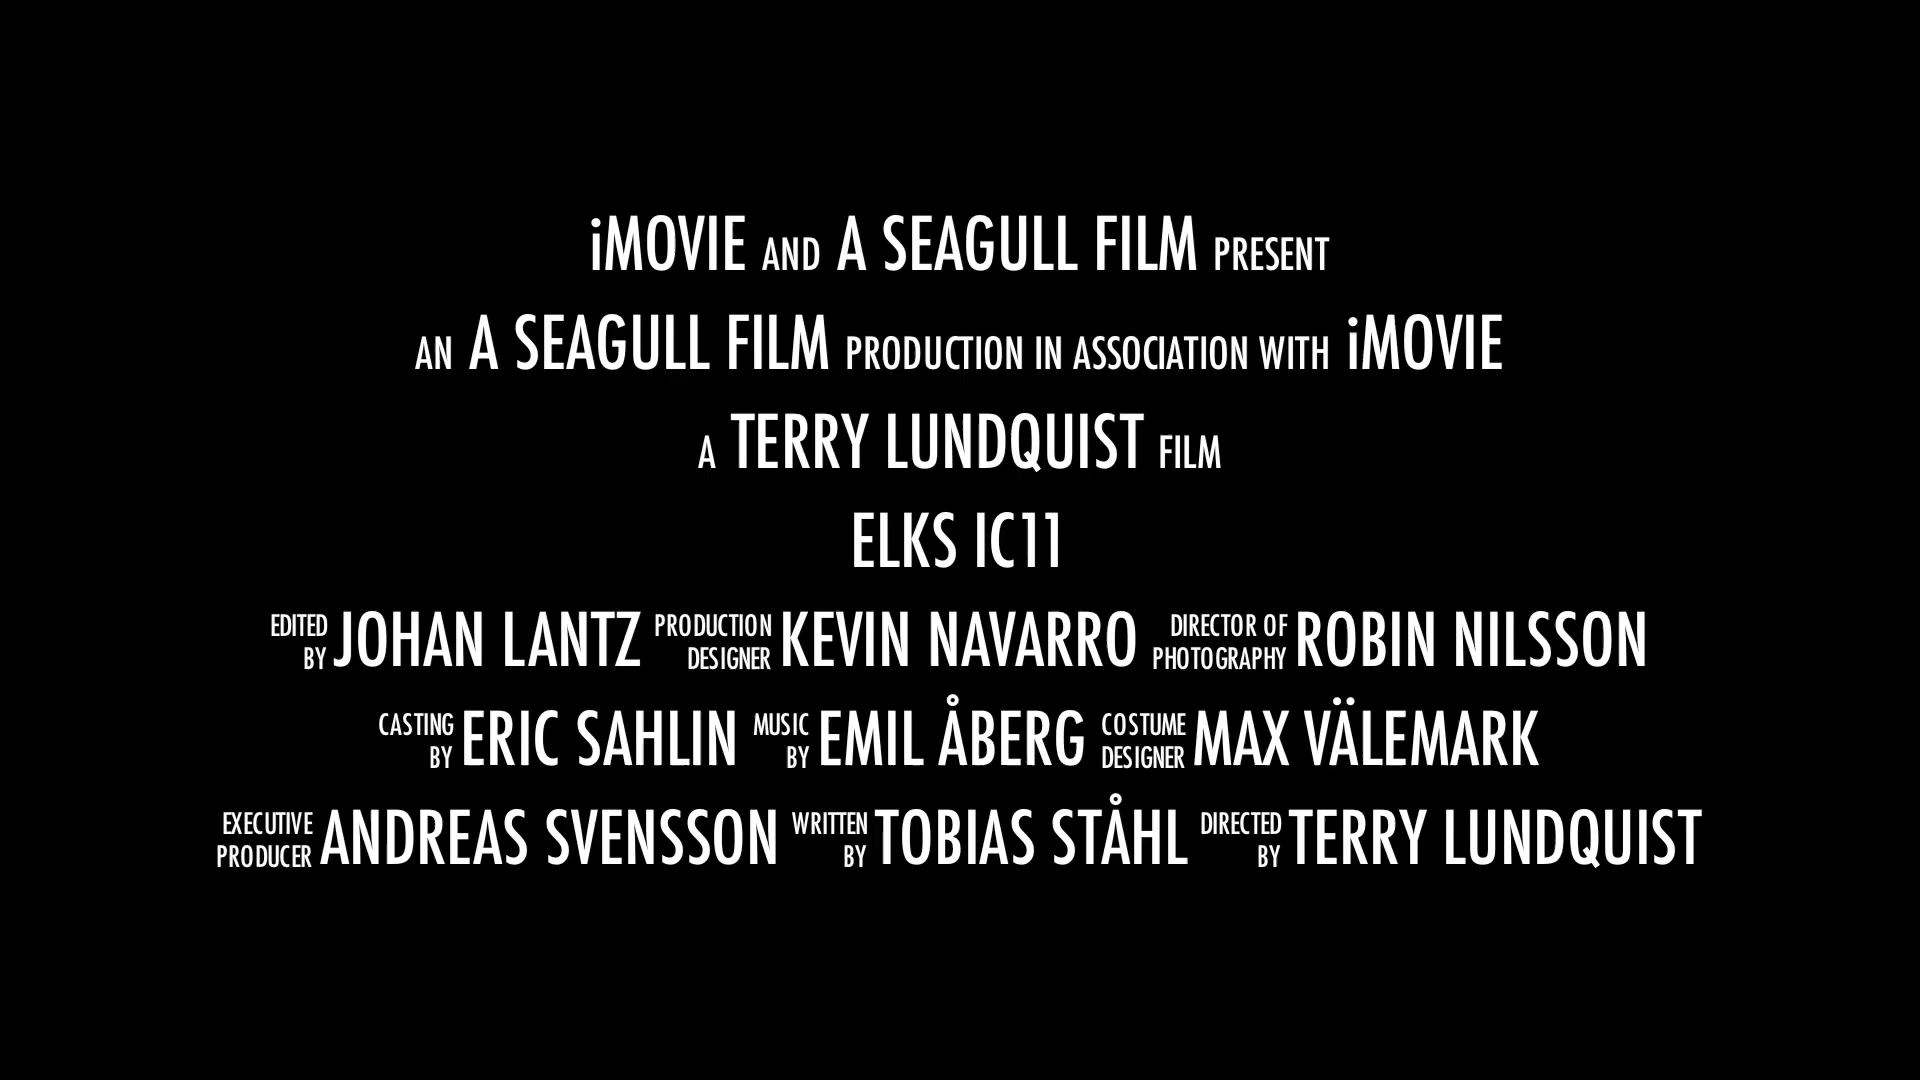 iMOVIE AND A SEAGULL FILM PRESENT
AN A SEAGULL FILM PRODUCTION IN ASSOCIATION WITH iMOVIE
A TERRY LUNDQUIST FILM
ELKS IC11
EDITED BY JOHAN LANTZ PRODUCTION DESIGNER KEVIN NAVARRO DIRECTOR OF PHOTOGRAPHY ROBIN NILSSON
CASTING BY ERIC SAHLIN MUSIC BY EMIL ÅBERG COSTUME DESIGNER MAX VÄLEMARK
EXECUTIVE PRODUCER ANDREAS SVENSSON WRITTEN BY TOBIAS STÅHL DIRECTED BY TERRY LUNDQUIST